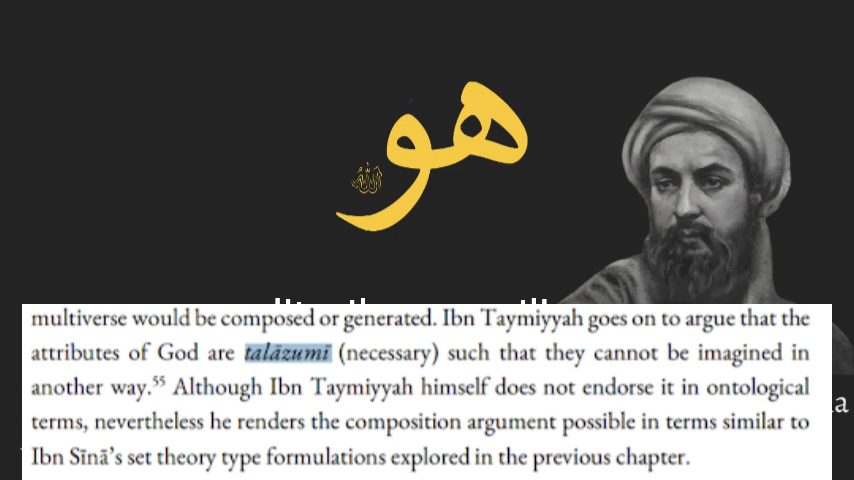 هو
الله
multiverse would be composed or generated. Ibn Taymiyyah goes on to argue that the
attributes of God are talāzumī (necessary) such that they cannot be imagined in
another way.⁵⁵ Although Ibn Taymiyyah himself does not endorse it in ontological
terms, nevertheless he renders the composition argument possible in terms similar to
Ibn Sīnā’s set theory type formulations explored in the previous chapter.